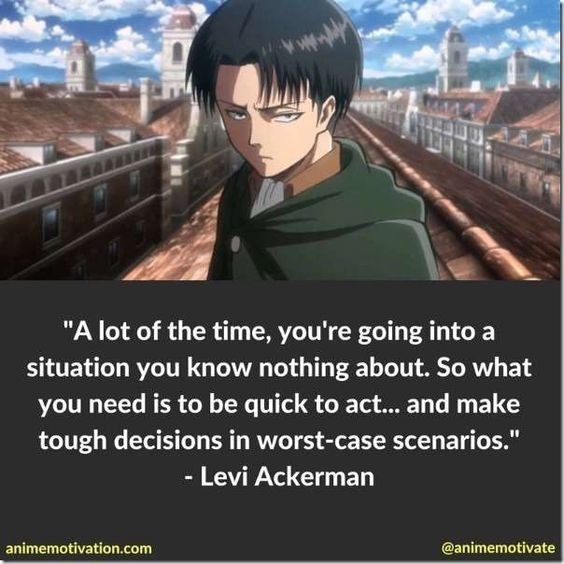 "A lot of the time, you're going into a
situation you know nothing about. So what
you need is to be quick to act... and make
tough decisions in worst-case scenarios."
- Levi Ackerman
animemotivation.com
@animemotivate